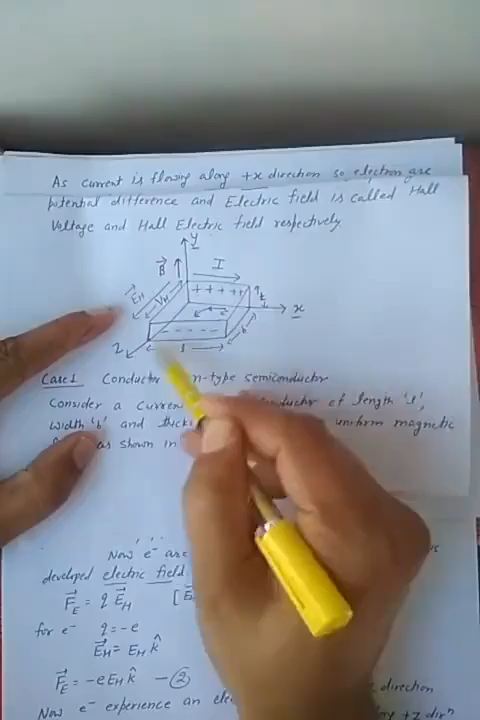 As current is flowing along +x direction so electron are
potential difference and Electric field is called Hall
Voltage and Hall Electric field respectively.
y
B⃗ I
+ + + + +
E⃗H VH t
x
b
- - - - -
Z l
Case1 Conductor n-type semiconductor
Consider a curren conductor of length 'l',
width 'b' and thick uniform magnetic
as shown in
Now e⁻ are
developed electric field
F⃗E = q E⃗H [E⃗
for e⁻ q = -e
E⃗H = EH k̂
F⃗E = -eEH k̂ - ②
direction
Now e⁻ experience an ele +z dirⁿ